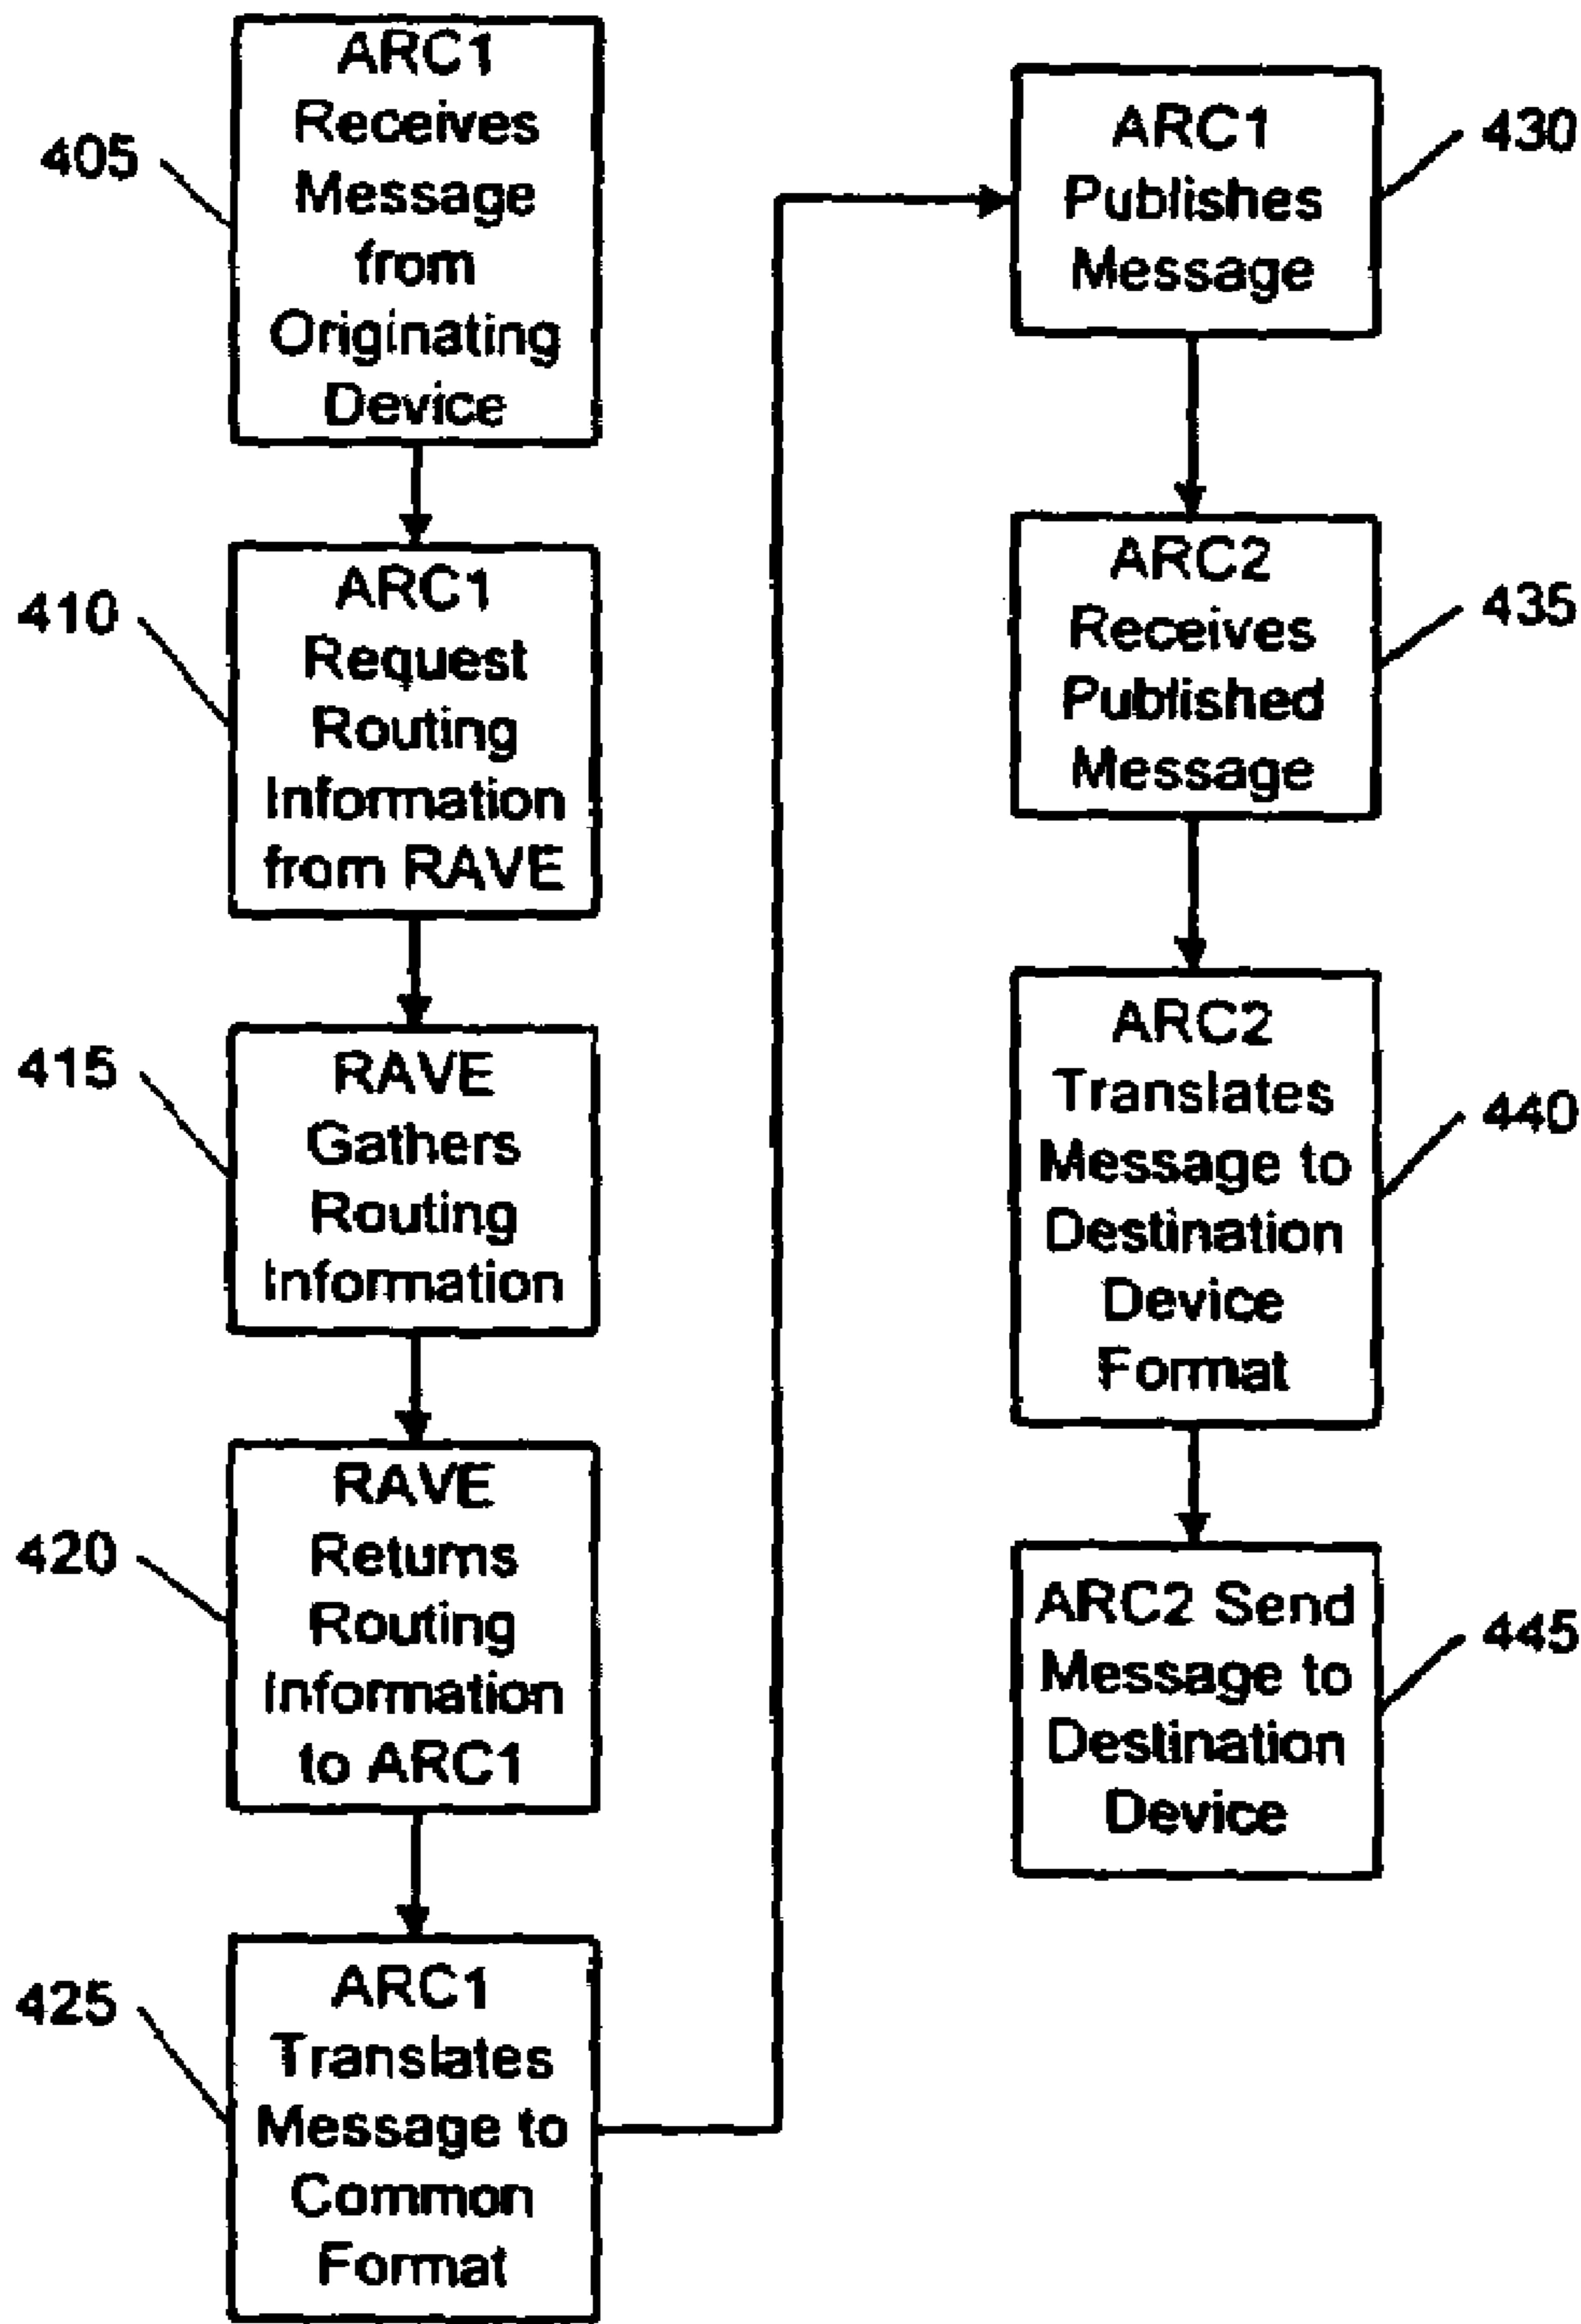 405
ARC1
Receives
Message
from
Originating
Device
410
ARC1
Request
Routing
Information
from RAVE
415
RAVE
Gathers
Routing
Information
420
RAVE
Returns
Routing
Information
to ARC1
425
ARC1
Translates
Message to
Common
Format
ARC1
Publishes
Message
430
ARC2
Receives
Published
Message
435
ARC2
Translates
Message to
Destination
Device
Format
440
ARC2 Send
Message to
Destination
Device
445